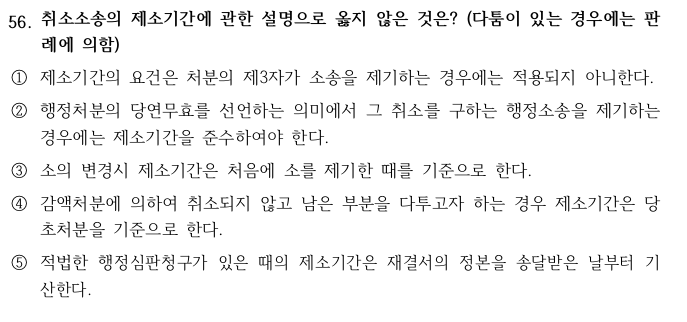 56. 취소소송의 제소기간에 관한 설명으로 옳지 않은 것은? (다툼이 있는 경우에는 판
례에 의함)
① 제소기간의 요건은 처분의 제3자가 소송을 제기하는 경우에는 적용되지 아니한다.
② 행정처분의 당연무효를 선언하는 의미에서 그 취소를 구하는 행정소송을 제기하는
경우에는 제소기간을 준수하여야 한다.
③ 소의 변경시 제소기간은 처음에 소를 제기한 때를 기준으로 한다.
④ 감액처분에 의하여 취소되지 않고 남은 부분을 다투고자 하는 경우 제소기간은 당
초처분을 기준으로 한다.
⑤ 적법한 행정심판청구가 있은 때의 제소기간은 재결서의 정본을 송달받은 날부터 기
산한다.